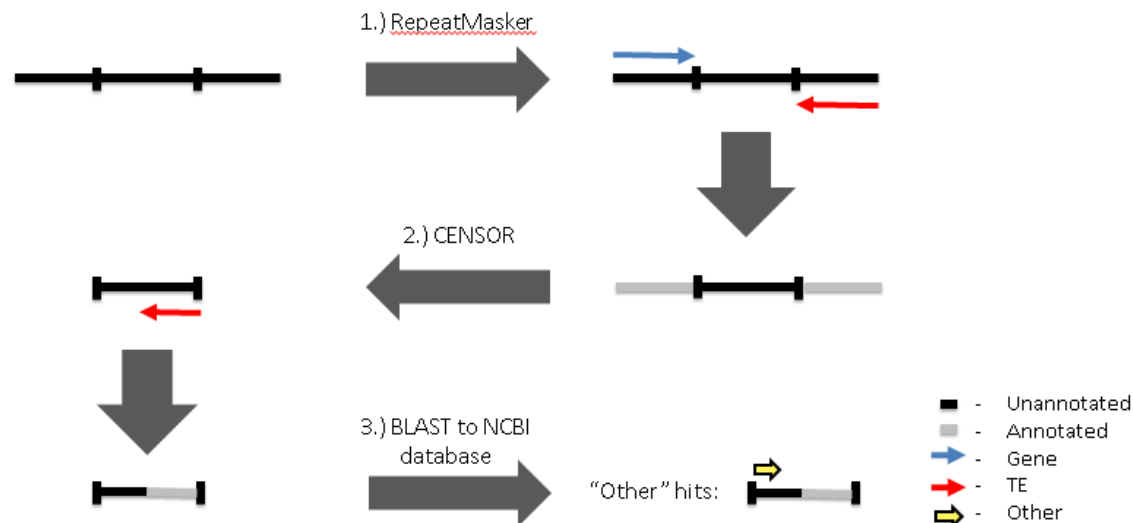 1.) RepeatMasker
2.) CENSOR
3.) BLAST to NCBI
database
"Other" hits:
- Unannotated
- Annotated
- Gene
- TE
- Other